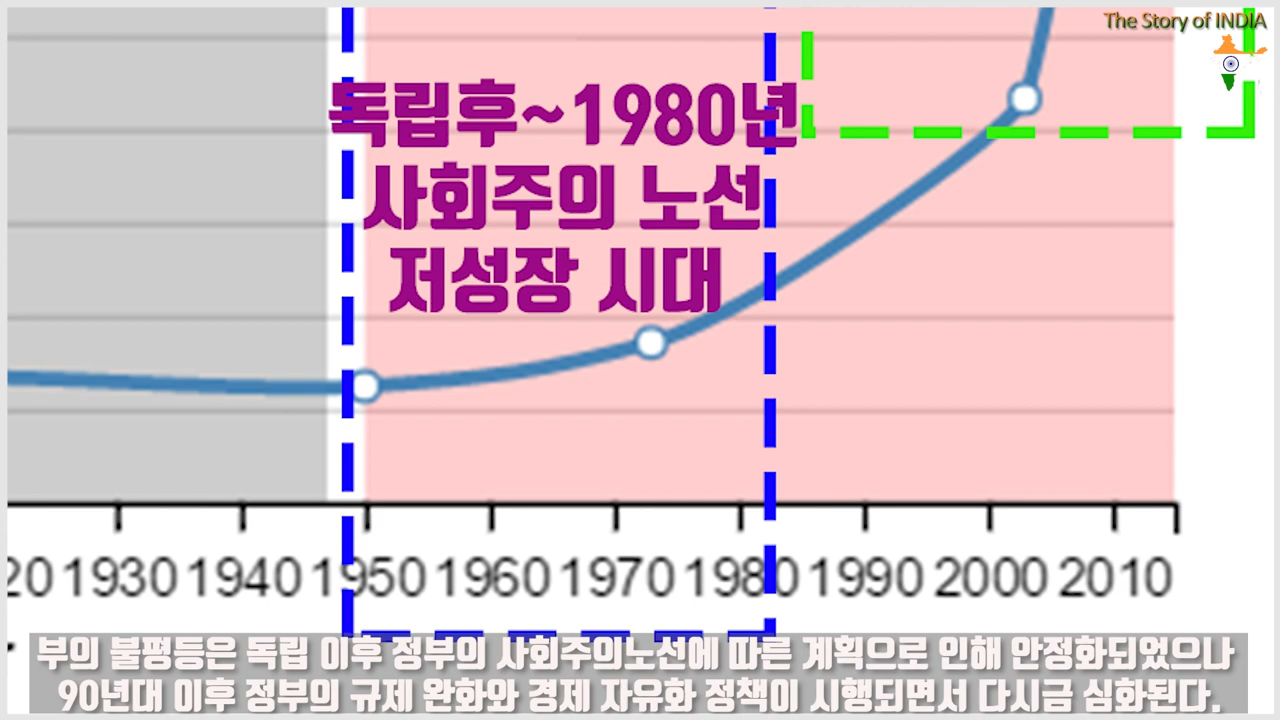 The Story of INDIA
독립후~1980년
사회주의 노선
저성장 시대
20 1930 1940 1950 1960 1970 1980 1990 2000 2010
부의 불평등은 독립 이후 정부의 사회주의노선에 따른 계획으로 인해 안정화되었으나
90년대 이후 정부의 규제 완화와 경제 자유화 정책이 시행되면서 다시금 심화된다.